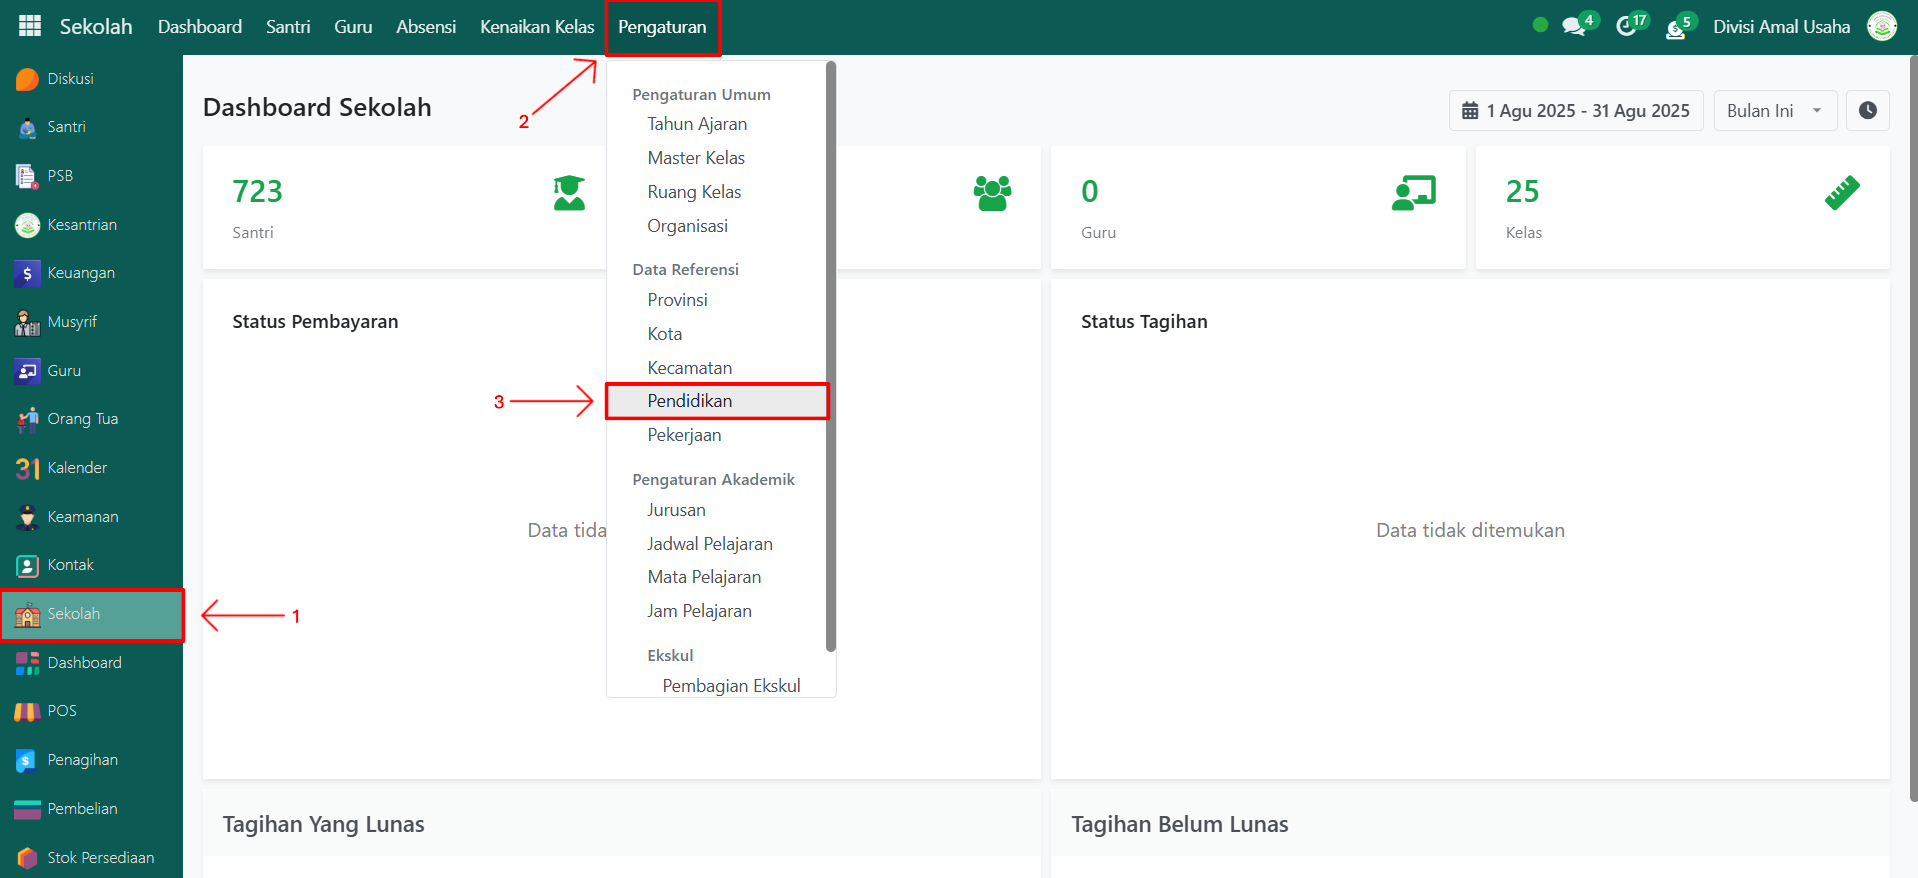 Sekolah Dashboard Santri Guru Absensi Kenaikan Kelas Pengaturan 4 17 5 Divisi Amal Usaha
Diskusi
Santri
PSB
Kesantrian
Keuangan
Musyrif
Guru
Orang Tua
31 Kalender
Keamanan
Kontak
Sekolah
Dashboard
POS
Penagihan
Pembelian
Stok Persediaan
1
2
3
Pengaturan Umum
Tahun Ajaran
Master Kelas
Ruang Kelas
Organisasi
Data Referensi
Provinsi
Kota
Kecamatan
Pendidikan
Pekerjaan
Pengaturan Akademik
Jurusan
Jadwal Pelajaran
Mata Pelajaran
Jam Pelajaran
Ekskul
Pembagian Ekskul
Dashboard Sekolah
1 Agu 2025 - 31 Agu 2025 Bulan Ini
723
Santri
0
Guru
25
Kelas
Status Pembayaran
Data tida
Status Tagihan
Data tidak ditemukan
Tagihan Yang Lunas
Tagihan Belum Lunas